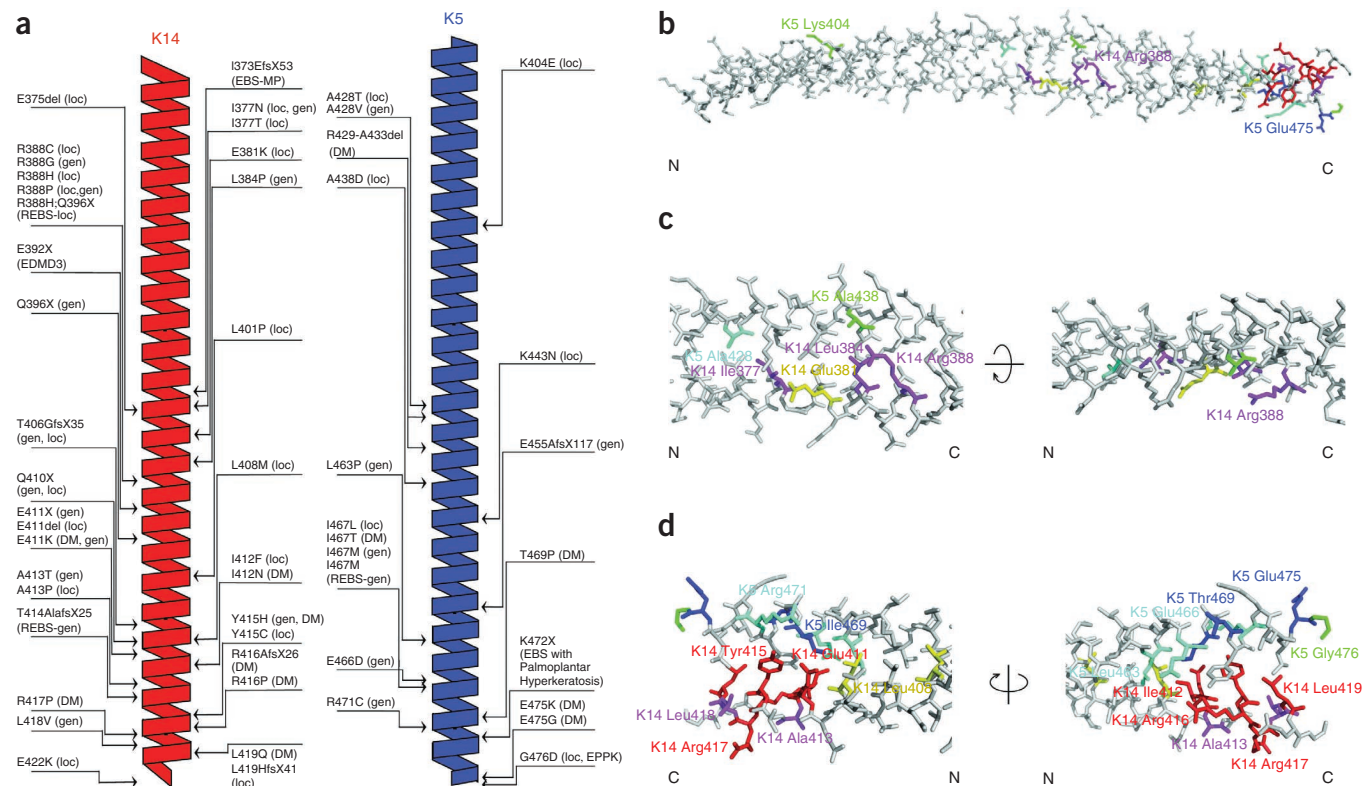 a
K14
K5
E375del (loc)
R388C (loc)
R388G (gen)
R388H (loc)
R388P (loc,gen)
R388H;Q396X
(REBS-loc)
E392X
(EDMD3)
Q396X (gen)
T406GfsX35
(gen, loc)
Q410X
(gen, loc)
E411X (gen)
E411del (loc)
E411K (DM, gen)
A413T (gen)
A413P (loc)
T414AlafsX25
(REBS-gen)
R417P (DM)
L418V (gen)
E422K (loc)
I373EfsX53
(EBS-MP)
I377N (loc, gen)
I377T (loc)
E381K (loc)
L384P (gen)
L401P (loc)
L408M (loc)
I412F (loc)
I412N (DM)
Y415H (gen, DM)
Y415C (loc)
R416AfsX26
(DM)
R416P (DM)
L419Q (DM)
L419HfsX41
(loc)
A428T (loc)
A428V (gen)
R429-A433del
(DM)
A438D (loc)
L463P (gen)
I467L (loc)
I467T (DM)
I467M (gen)
I467M
(REBS-gen)
E466D (gen)
R471C (gen)
K404E (loc)
K443N (loc)
E455AfsX117 (gen)
T469P (DM)
K472X
(EBS with
Palmoplantar
Hyperkeratosis)
E475K (DM)
E475G (DM)
G476D (loc, EPPK)
b
K5 Lys404
K14 Arg388
K5 Glu475
N
C
c
K5 Ala438
K5 Ala428
K14 Leu384
K14 Arg388
K14 Ile377
K14 Glu381
N
C
K14 Arg388
N
C
d
K5 Arg471
K5 Ile469
K14 Tyr415
K14 Glu411
K14 Leu408
K14 Leu418
K14 Ala413
K14 Arg417
C
N
K5 Glu475
K5 Thr469
K5 Glu466
K5 Gly476
K5 Leu463
K14 Ile412
K14 Leu419
K14 Arg416
K14 Ala413
K14 Arg417
N
C